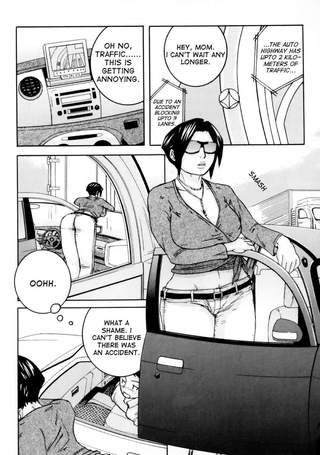 ...THE AUTO
HIGHWAY HAS
UPTO 2 KILO-
METERS OF
TRAFFIC...
HEY, MOM.
I CAN'T WAIT ANY
LONGER.
DUE TO AN
ACCIDENT
BLOCKING
UPTO 3
LANES.
OH NO,
TRAFFIC......
THIS IS
GETTING
ANNOYING.
SMASH
OOHH.
WHAT A
SHAME. I
CAN'T BELIEVE
THERE WAS
AN ACCIDENT.